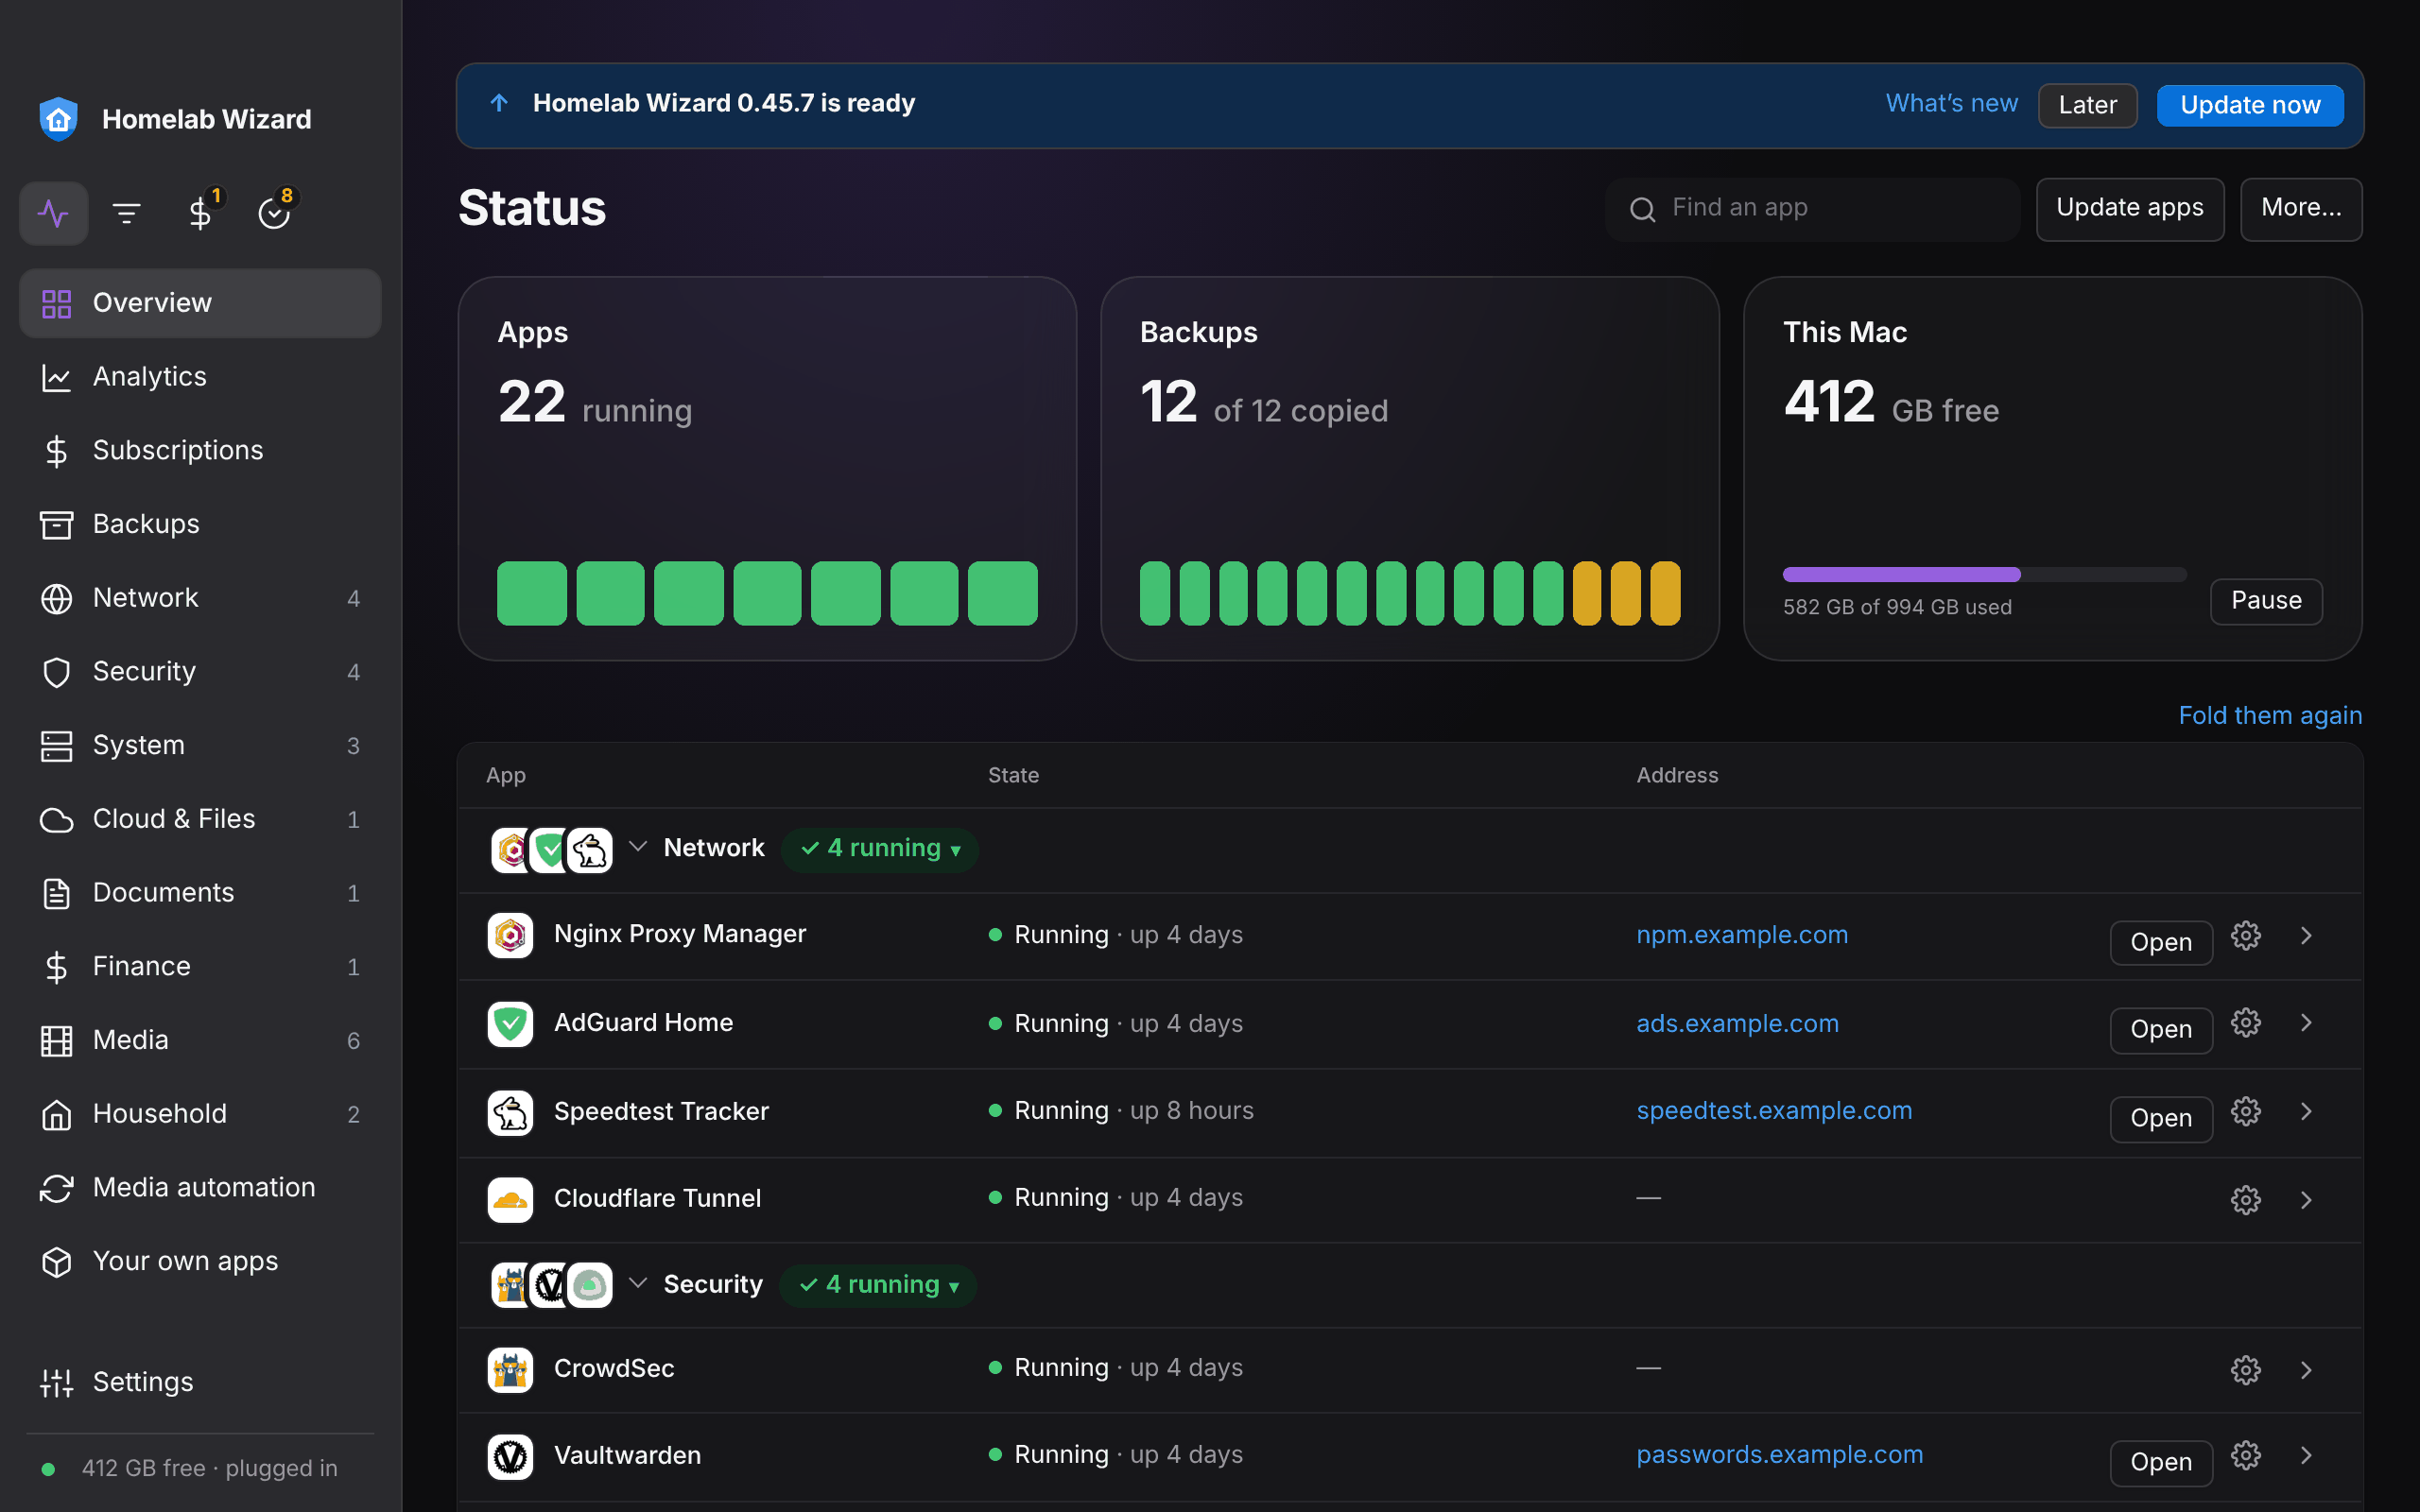 Homelab Wizard
1
8
Overview
Analytics
Subscriptions
Backups
Network 4
Security 4
System 3
Cloud & Files 1
Documents 1
Finance 1
Media 6
Household 2
Media automation
Your own apps
Settings
412 GB free · plugged in
Homelab Wizard 0.45.7 is ready
What’s new
Later
Update now
Status
Find an app
Update apps
More...
Apps
22 running
Backups
12 of 12 copied
This Mac
412 GB free
582 GB of 994 GB used
Pause
Fold them again
App State Address
Network ✓ 4 running ▾
Nginx Proxy Manager Running · up 4 days npm.example.com Open
AdGuard Home Running · up 4 days ads.example.com Open
Speedtest Tracker Running · up 8 hours speedtest.example.com Open
Cloudflare Tunnel Running · up 4 days —
Security ✓ 4 running ▾
CrowdSec Running · up 4 days —
Vaultwarden Running · up 4 days passwords.example.com Open